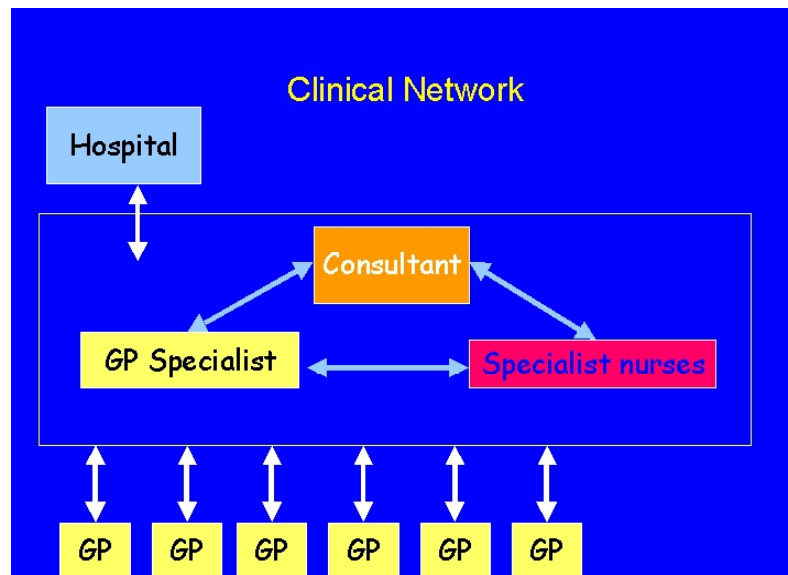 Clinical Network
Hospital
Consultant
GP Specialist
Specialist nurses
GP
GP
GP
GP
GP
GP